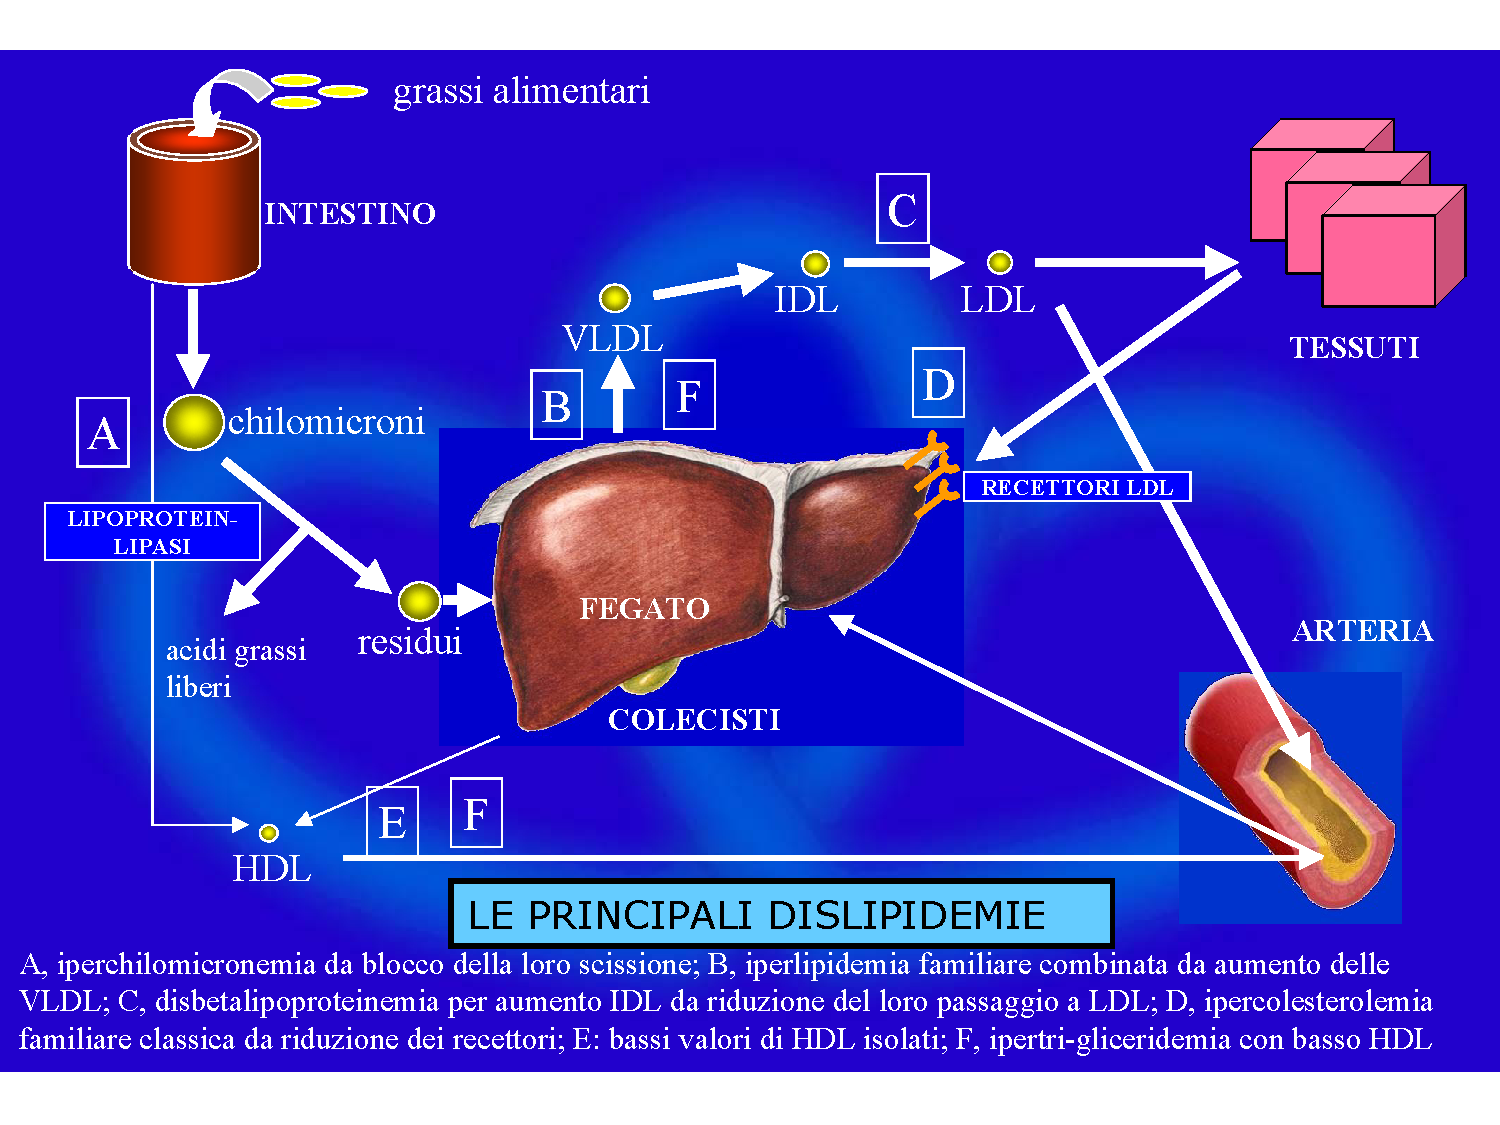 grassi alimentari
INTESTINO
C
IDL
LDL
VLDL
TESSUTI
D
B
F
A
chilomicroni
RECETTORI LDL
LIPOPROTEIN-
LIPASI
FEGATO
ARTERIA
residui
acidi grassi
liberi
COLECISTI
E
F
HDL
LE PRINCIPALI DISLIPIDEMIE
A, iperchilomicronemia da blocco della loro scissione; B, iperlipidemia familiare combinata da aumento delle
VLDL; C, disbetalipoproteinemia per aumento IDL da riduzione del loro passaggio a LDL; D, ipercolesterolemia
familiare classica da riduzione dei recettori; E: bassi valori di HDL isolati; F, ipertri-gliceridemia con basso HDL